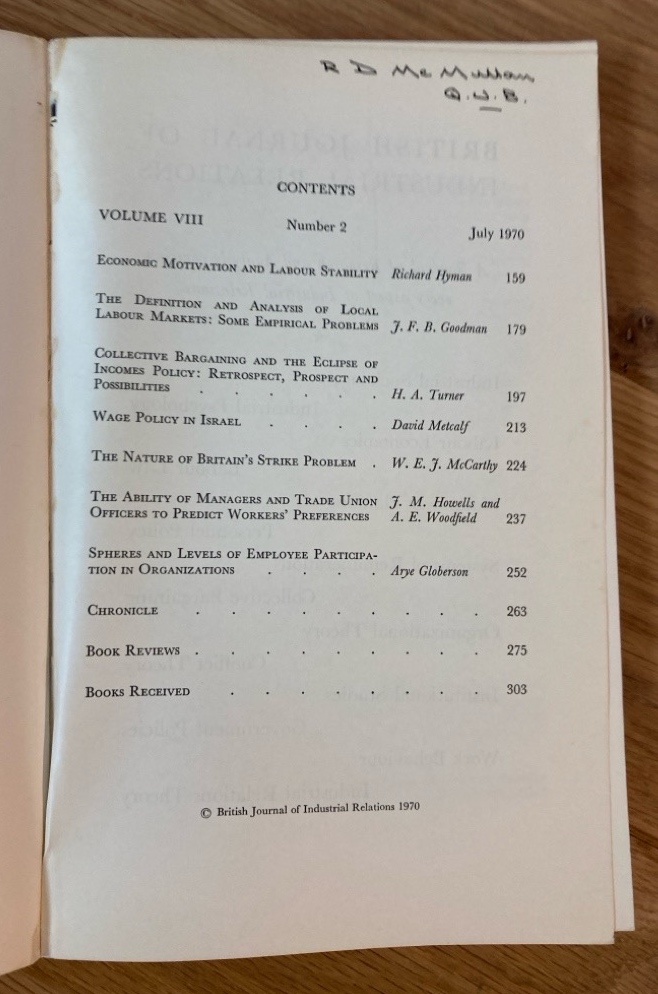 R D McMullan
Q.U.B.
CONTENTS
VOLUME VIII Number 2 July 1970
ECONOMIC MOTIVATION AND LABOUR STABILITY Richard Hyman 159
THE DEFINITION AND ANALYSIS OF LOCAL
LABOUR MARKETS: SOME EMPIRICAL PROBLEMS J. F. B. Goodman 179
COLLECTIVE BARGAINING AND THE ECLIPSE OF
INCOMES POLICY: RETROSPECT, PROSPECT AND
POSSIBILITIES . . . . . . H. A. Turner 197
WAGE POLICY IN ISRAEL . . . . David Metcalf 213
THE NATURE OF BRITAIN'S STRIKE PROBLEM . W. E. J. McCarthy 224
THE ABILITY OF MANAGERS AND TRADE UNION J. M. Howells and
OFFICERS TO PREDICT WORKERS' PREFERENCES A. E. Woodfield 237
SPHERES AND LEVELS OF EMPLOYEE PARTICIPA-
TION IN ORGANIZATIONS . . . . Arye Globerson 252
CHRONICLE . . . . . . . . . 263
BOOK REVIEWS . . . . . . . . . 275
BOOKS RECEIVED . . . . . . . . 303
© British Journal of Industrial Relations 1970